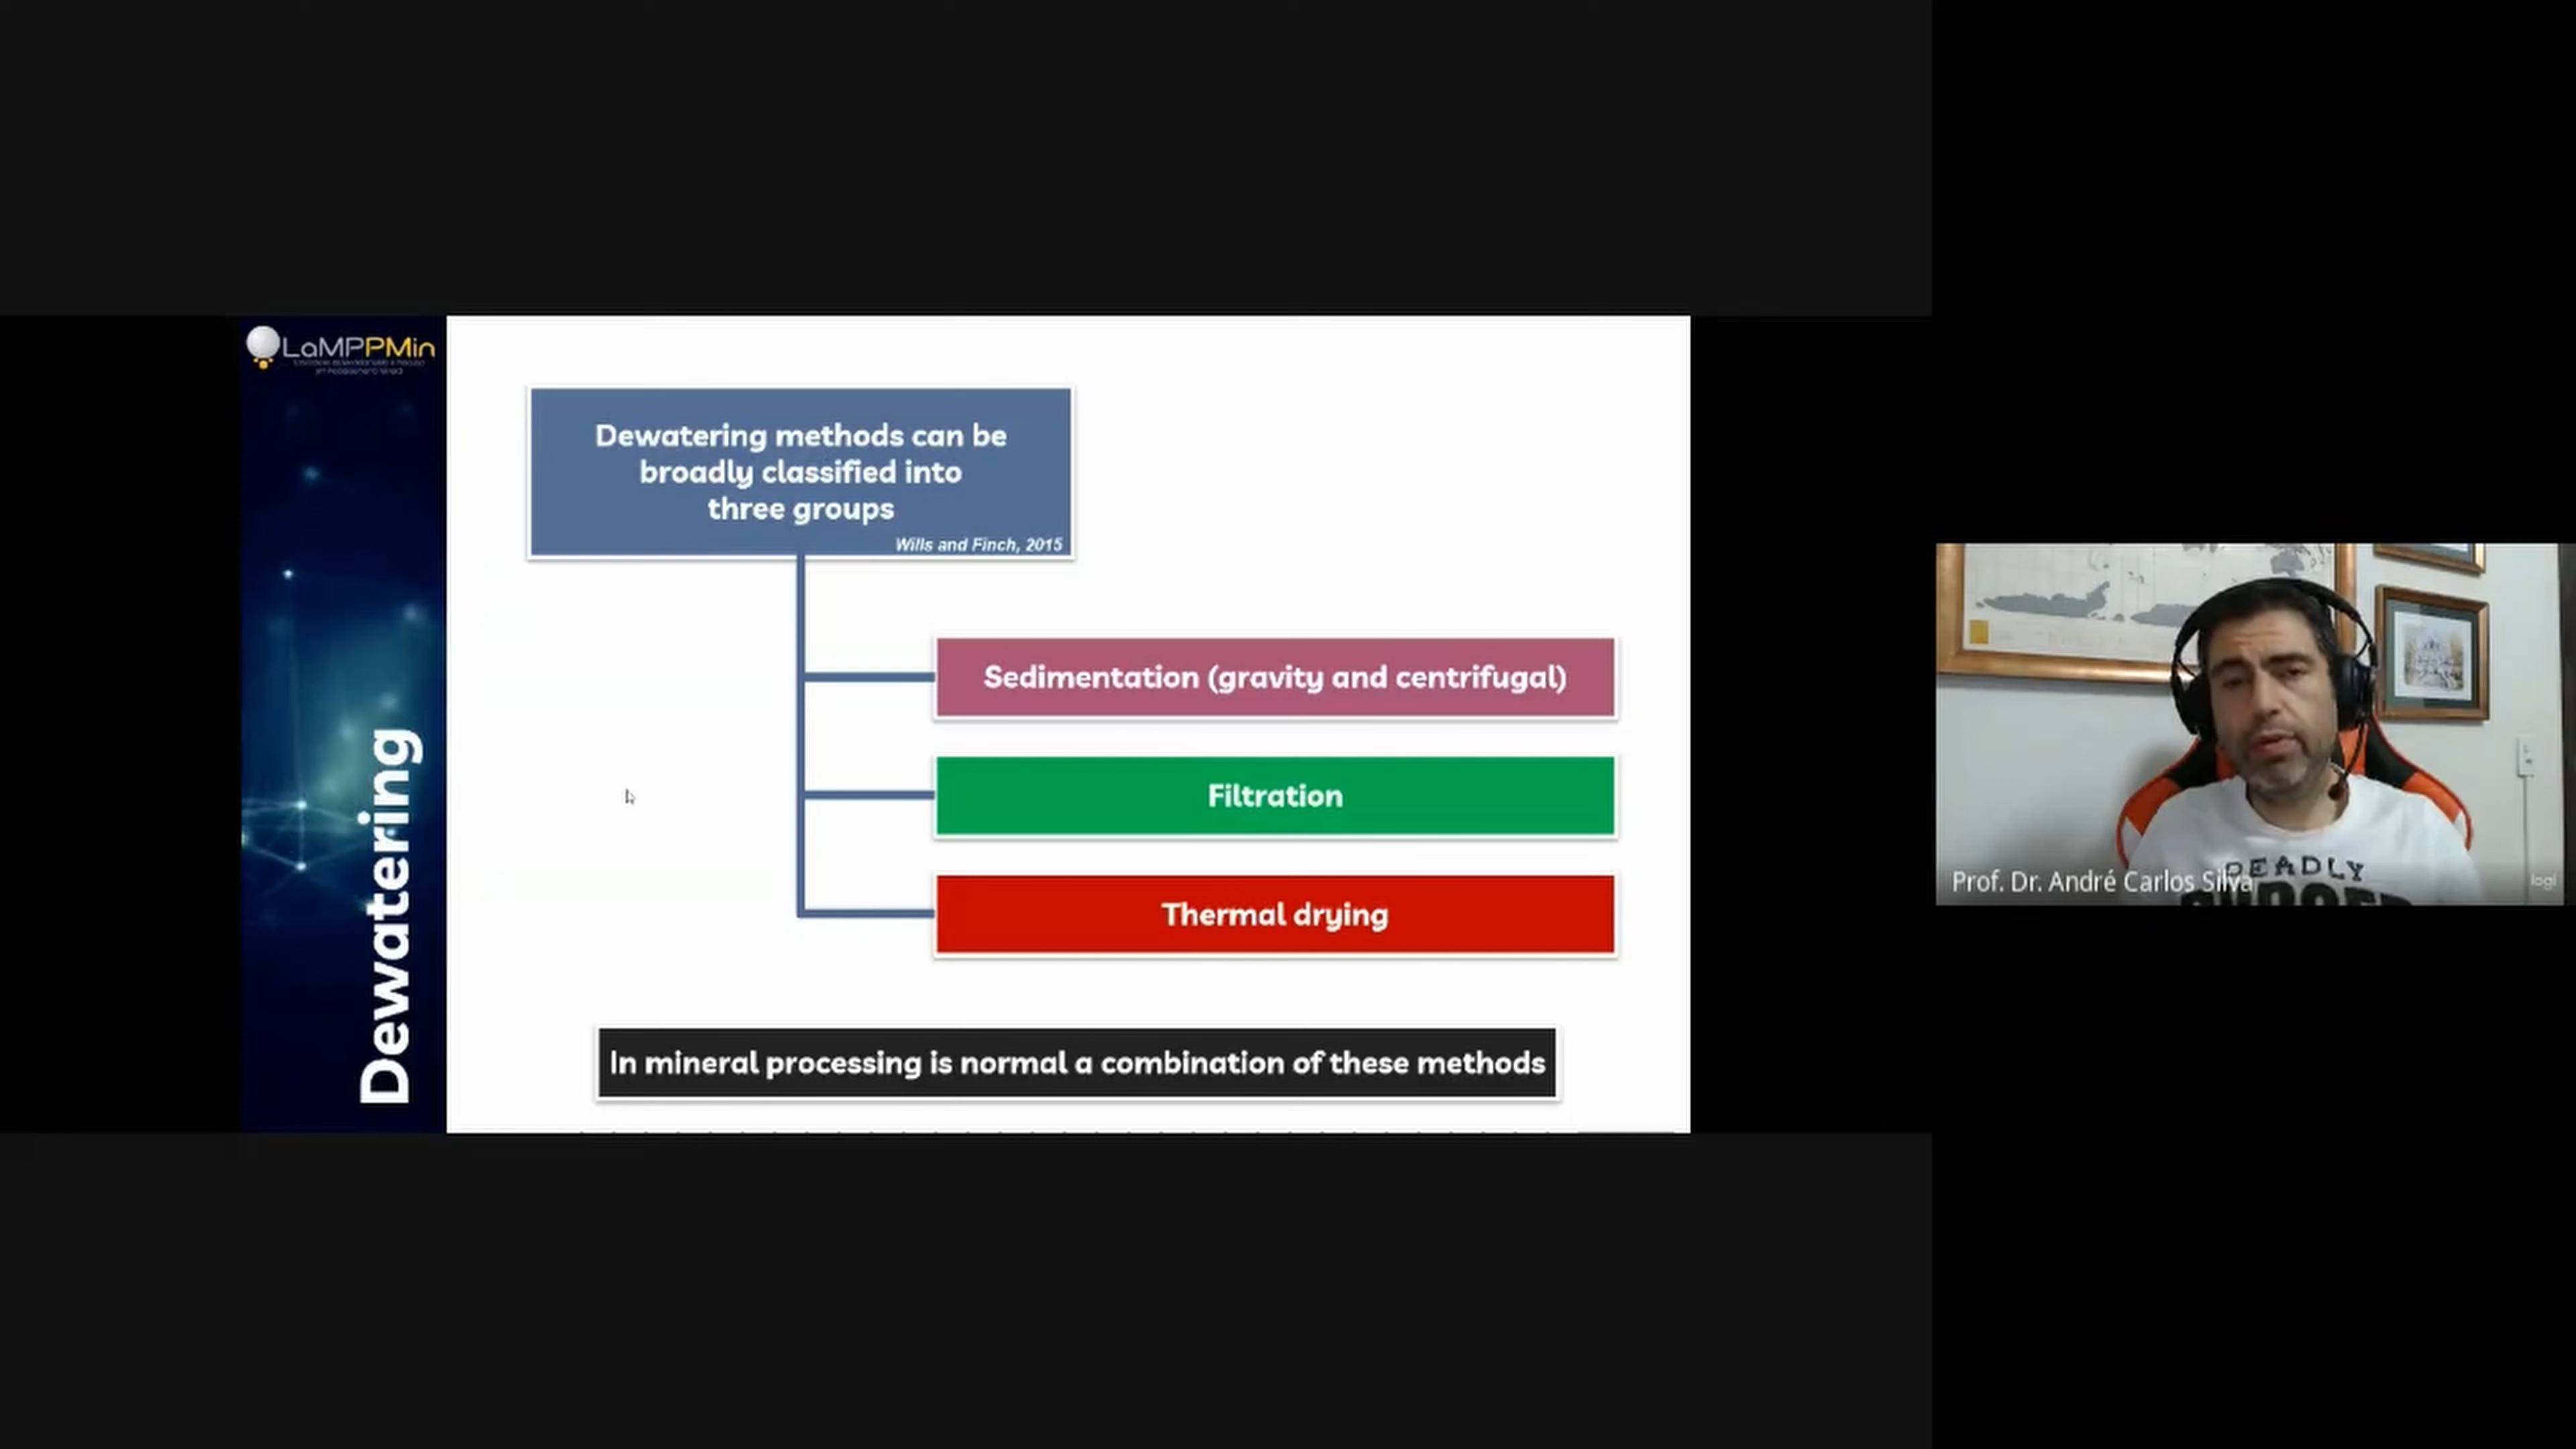 LaMPPMin
Dewatering
Dewatering methods can be
broadly classified into
three groups
Wills and Finch, 2015
Sedimentation (gravity and centrifugal)
Filtration
Thermal drying
In mineral processing is normal a combination of these methods
DEADLY
Prof. Dr. André Carlos Silva
logi